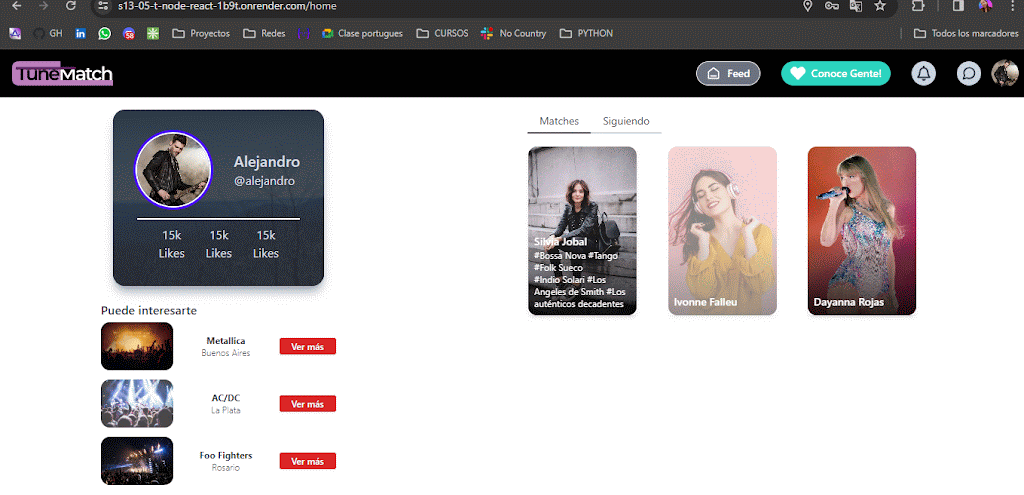 s13-05-t-node-react-1b9t.onrender.com/home
GH
58
Proyectos
Redes
Clase portugues
CURSOS
No Country
PYTHON
Todos los marcadores
TuneMatch
Feed
Conoce Gente!
Alejandro
@alejandro
15k 15k 15k
Likes Likes Likes
Puede interesarte
Metallica
Buenos Aires
Ver más
AC/DC
La Plata
Ver más
Foo Fighters
Rosario
Ver más
Matches Siguiendo
Silvia Jobal
#Bossa Nova #Tango
#Folk Sueco
#Indio Solari #Los
Angeles de Smith #Los
auténticos decadentes
Ivonne Falleu
Dayanna Rojas